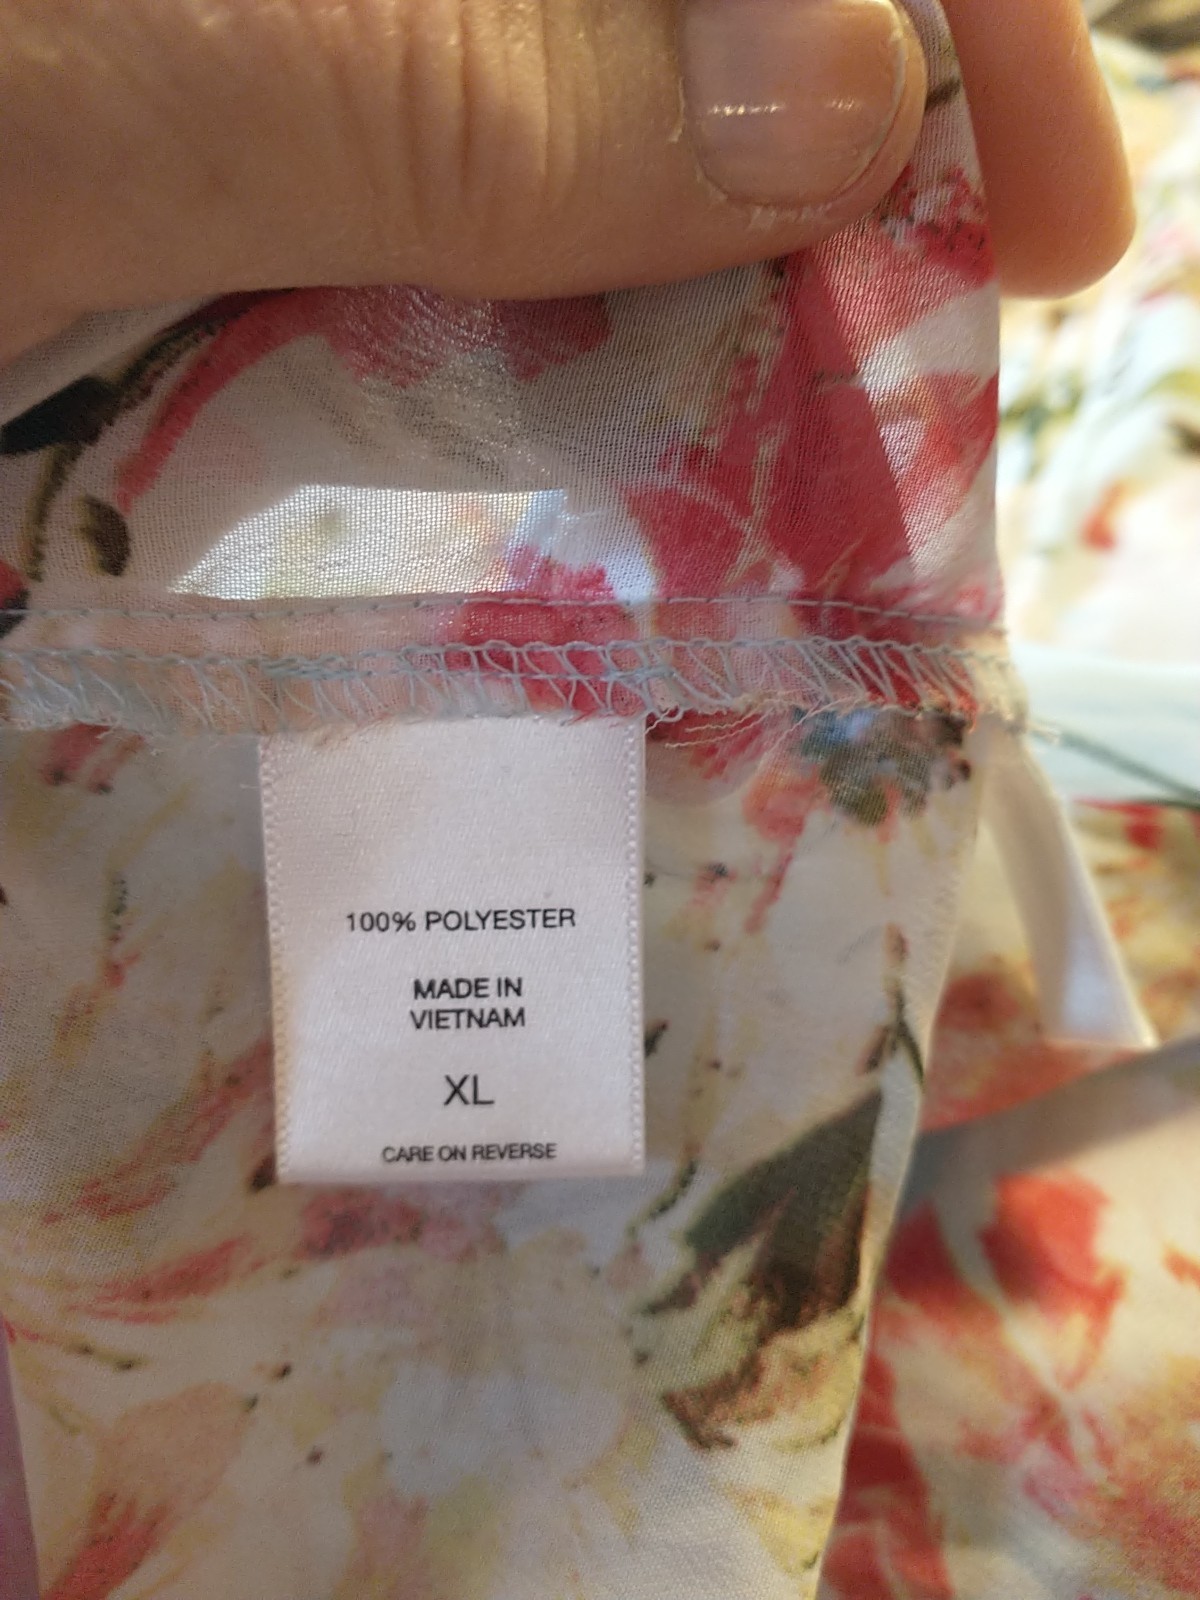 100% POLYESTER
MADE IN
VIETNAM
XL
CARE ON REVERSE